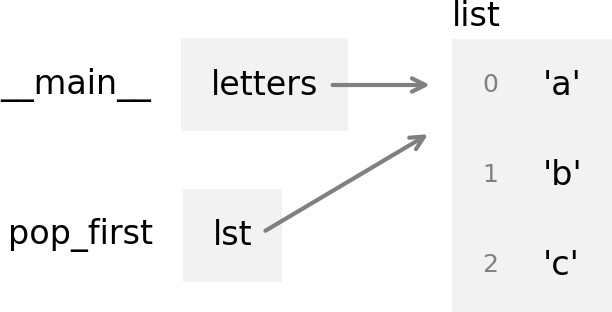 list
__main__ letters 0 'a'
1 'b'
pop_first lst
2 'c'